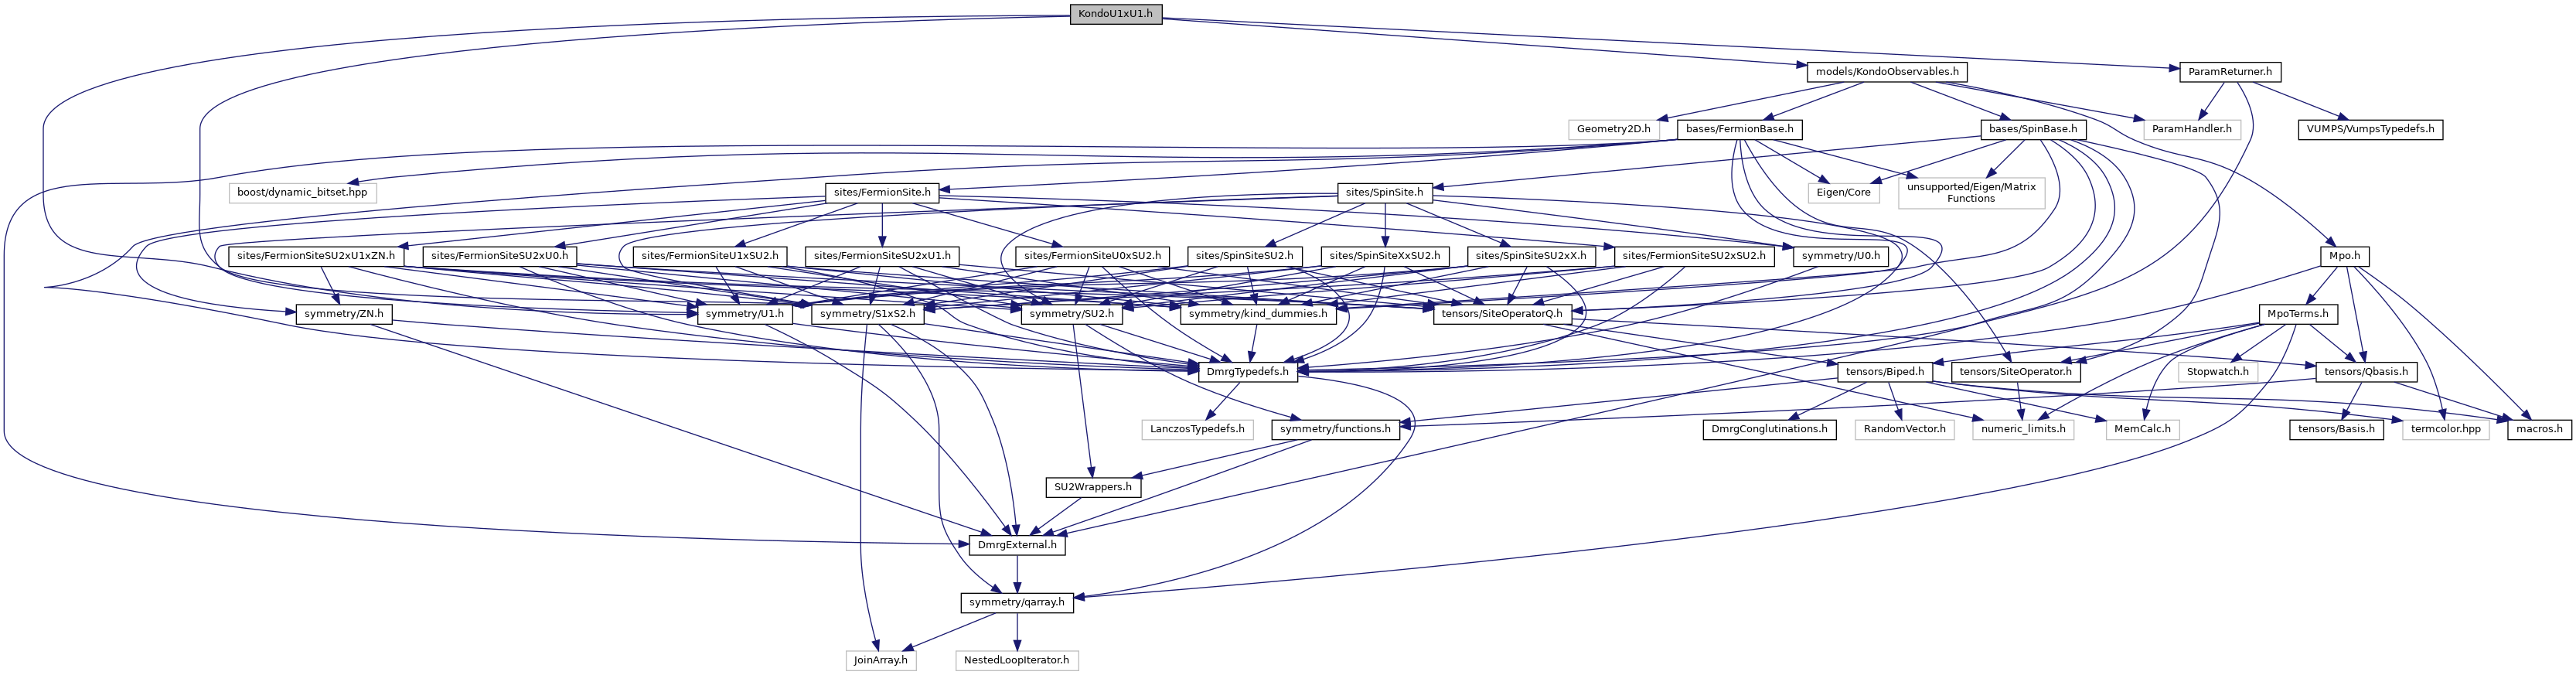 KondoU1xU1.h
models/KondoObservables.h
ParamReturner.h
Geometry2D.h
bases/FermionBase.h
bases/SpinBase.h
ParamHandler.h
VUMPS/VumpsTypedefs.h
boost/dynamic_bitset.hpp
sites/FermionSite.h
sites/SpinSite.h
Eigen/Core
unsupported/Eigen/Matrix
Functions
sites/FermionSiteSU2xU1xZN.h
sites/FermionSiteSU2xU0.h
sites/FermionSiteU1xSU2.h
sites/FermionSiteSU2xU1.h
sites/FermionSiteU0xSU2.h
sites/SpinSiteSU2.h
sites/SpinSiteXxSU2.h
sites/SpinSiteSU2xX.h
sites/FermionSiteSU2xSU2.h
symmetry/U0.h
Mpo.h
symmetry/ZN.h
symmetry/U1.h
symmetry/S1xS2.h
symmetry/SU2.h
symmetry/kind_dummies.h
tensors/SiteOperatorQ.h
MpoTerms.h
DmrgTypedefs.h
tensors/Biped.h
tensors/SiteOperator.h
Stopwatch.h
tensors/Qbasis.h
LanczosTypedefs.h
symmetry/functions.h
DmrgConglutinations.h
RandomVector.h
numeric_limits.h
MemCalc.h
tensors/Basis.h
termcolor.hpp
macros.h
SU2Wrappers.h
DmrgExternal.h
symmetry/qarray.h
JoinArray.h
NestedLoopIterator.h